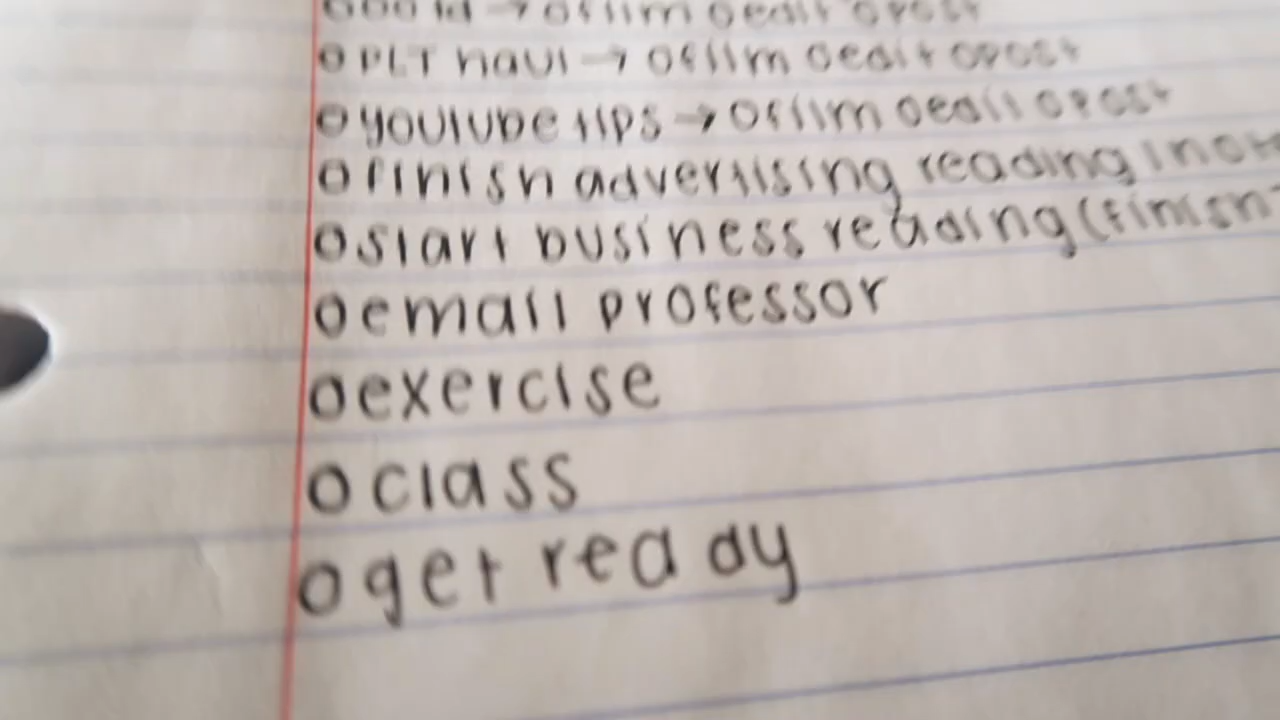 o PLT haul → o film o edit o post
o youtube tips → o film o edit o post
o finish advertising reading
o start business reading (finish
o email professor
o exercise
o class
o get ready